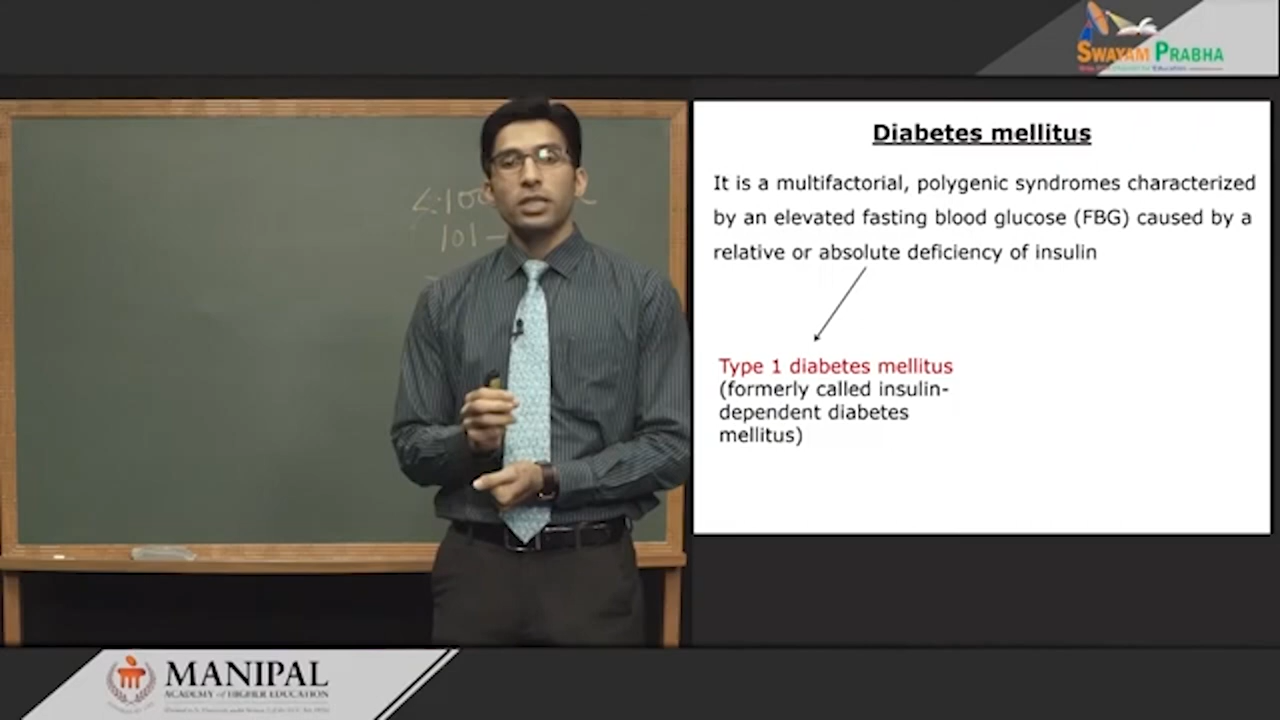 SWAYAM PRABHA
<100
101 –
Diabetes mellitus
It is a multifactorial, polygenic syndromes characterized
by an elevated fasting blood glucose (FBG) caused by a
relative or absolute deficiency of insulin
Type 1 diabetes mellitus
(formerly called insulin-
dependent diabetes
mellitus)
MANIPAL
ACADEMY of HIGHER EDUCATION